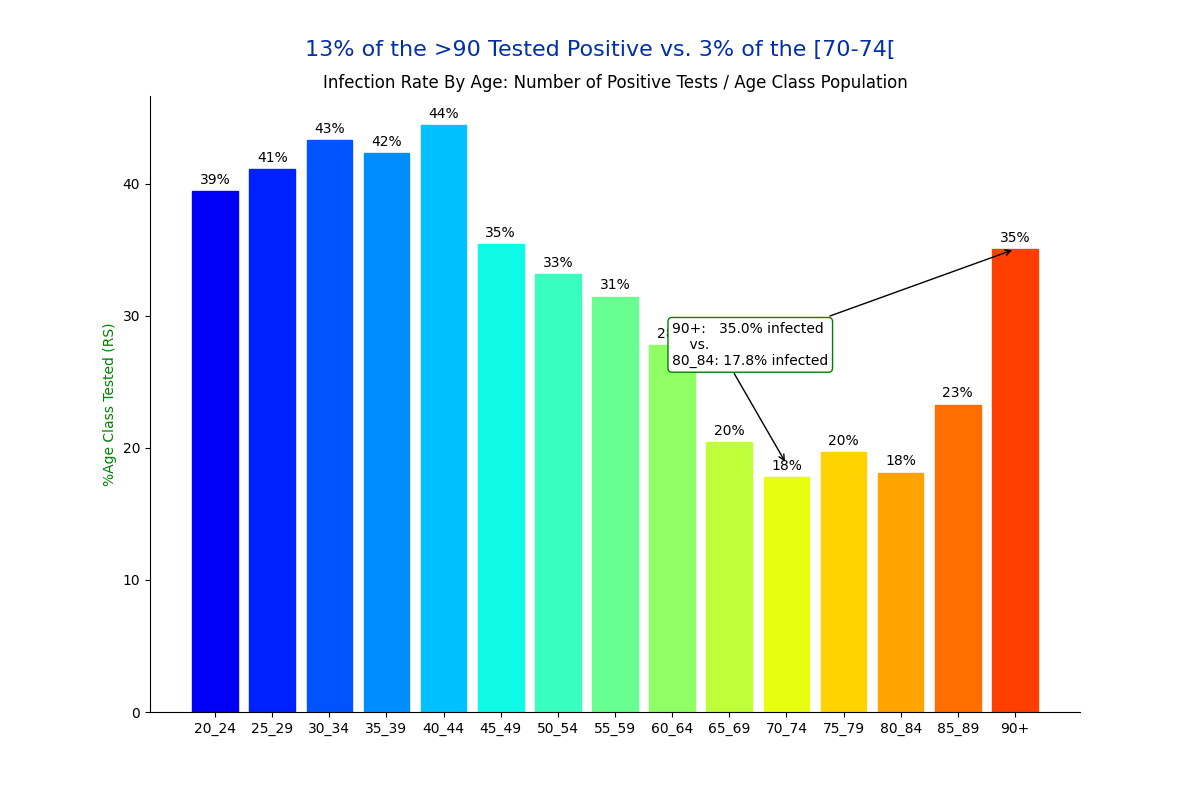 13% of the >90 Tested Positive vs. 3% of the [70-74[
Infection Rate By Age: Number of Positive Tests / Age Class Population
%Age Class Tested (RS)
40
30
20
10
0
39%
41%
43%
42%
44%
35%
33%
31%
20%
18%
20%
18%
23%
35%
90+: 35.0% infected
vs.
80_84: 17.8% infected
20_24 25_29 30_34 35_39 40_44 45_49 50_54 55_59 60_64 65_69 70_74 75_79 80_84 85_89 90+